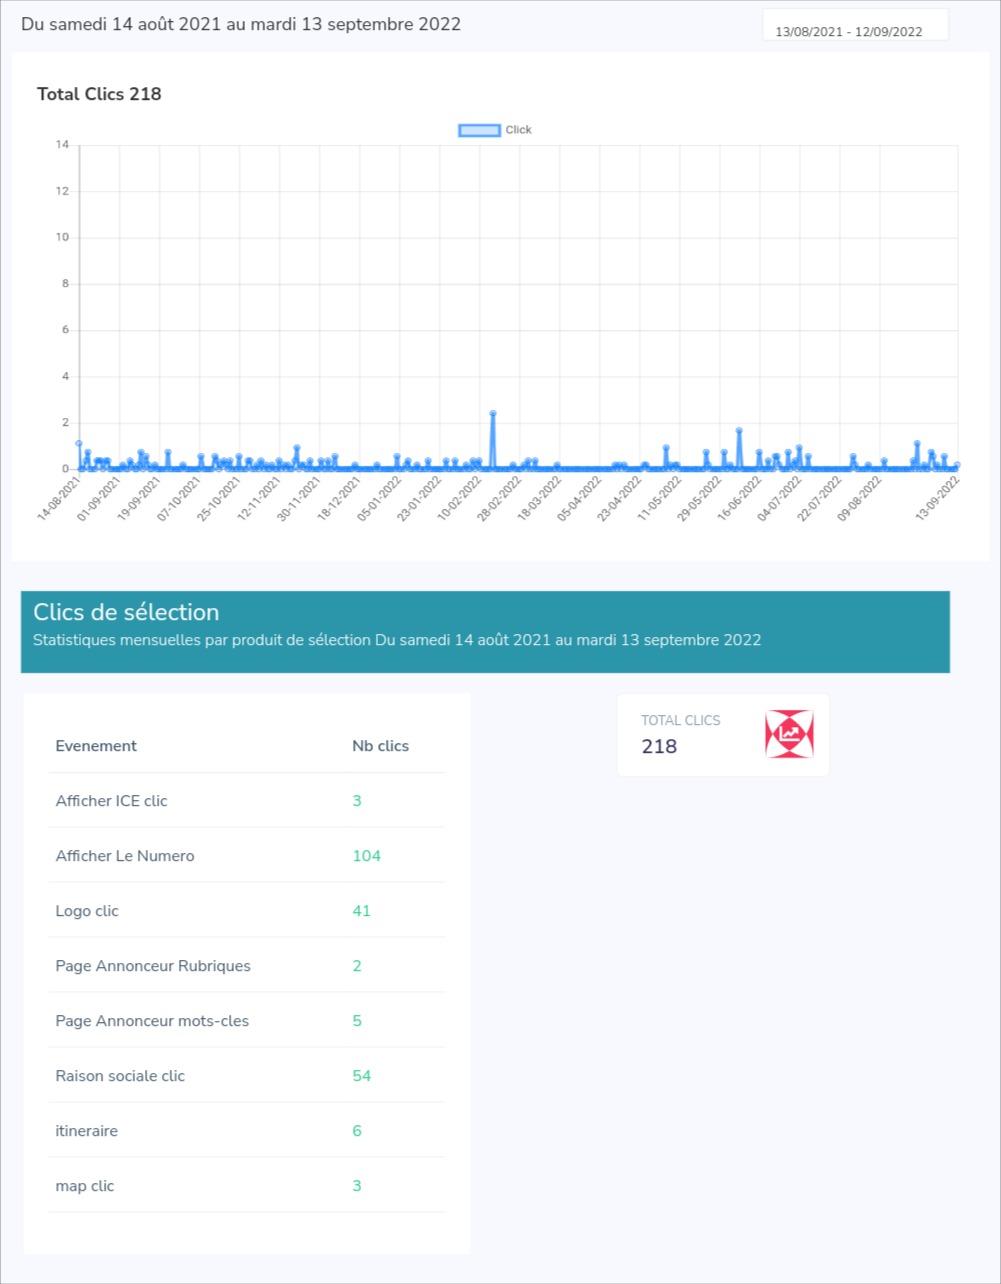 Du samedi 14 août 2021 au mardi 13 septembre 2022
13/08/2021 - 12/09/2022
Total Clics 218
Click
14
12
10
8
6
4
2
0
14-08-2021
01-09-2021
19-09-2021
07-10-2021
25-10-2021
12-11-2021
30-11-2021
18-12-2021
05-01-2022
23-01-2022
10-02-2022
28-02-2022
18-03-2022
05-04-2022
23-04-2022
11-05-2022
29-05-2022
16-06-2022
04-07-2022
22-07-2022
09-08-2022
13-09-2022
Clics de sélection
Statistiques mensuelles par produit de sélection Du samedi 14 août 2021 au mardi 13 septembre 2022
Evenement Nb clics
Afficher ICE clic 3
Afficher Le Numero 104
Logo clic 41
Page Annonceur Rubriques 2
Page Annonceur mots-cles 5
Raison sociale clic 54
itineraire 6
map clic 3
TOTAL CLICS
218